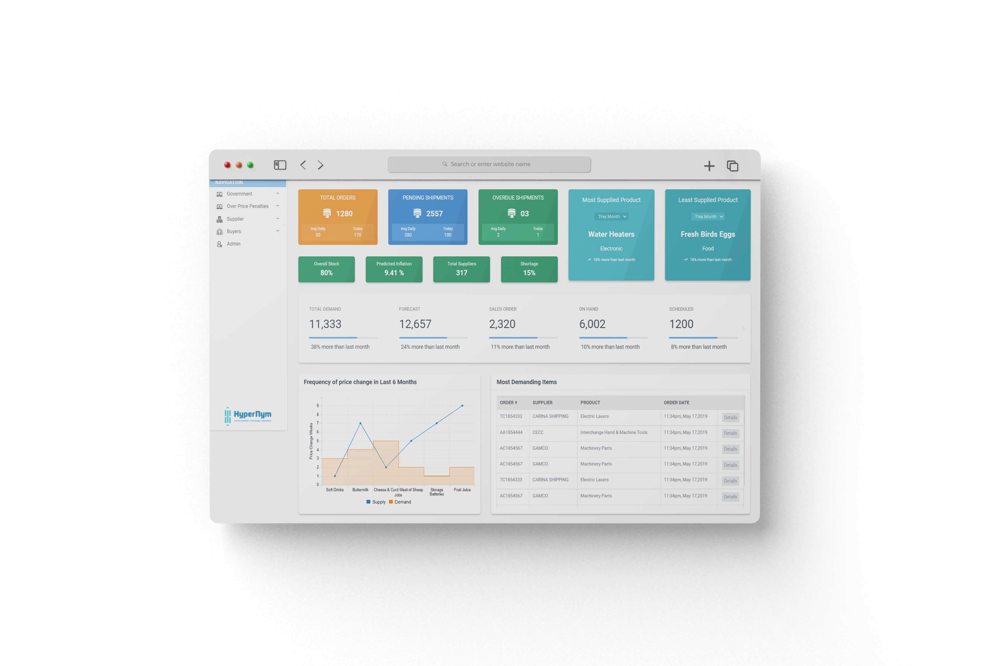 Search or enter website name
NAVIGATION
Government
Over Price Penalties
Supplier
Buyers
Admin
TOTAL ORDERS
1280
Avg Daily Today
50 170
PENDING SHIPMENTS
2557
Avg Daily Today
280 100
OVERDUE SHIPMENTS
03
Avg Daily Today
2 1
Most Supplied Product
This Month
Water Heaters
Electronic
18% more than last month
Least Supplied Product
This Month
Fresh Birds Eggs
Food
18% more than last month
Overall Stock
80%
Predicted Inflation
9.41 %
Total Suppliers
317
Shortage
15%
TOTAL DEMAND
11,333
38% more than last month
FORECAST
12,657
24% more than last month
SALES ORDER
2,320
11% more than last month
ON HAND
6,002
10% more than last month
SCHEDULED
1200
8% more than last month
HyperNym
Human Centered | Technology | Operations
Frequency of price change in Last 6 Months
Price Change Weeks
9
8
7
6
5
4
3
2
1
0
Soft Drinks
Buttermilk
Cheese & Curd
Meat of Sheep
Jobs
Storage
Batteries
Fruit Juice
Supply Demand
Most Demanding Items
ORDER # SUPPLIER PRODUCT ORDER DATE
TC1854333 CARINA SHIPPING Electric Lasers 11:34pm, May 17,2019 Details
AA1854444 CECC Interchange Hand & Machine Tools 11:34pm, May 17,2019 Details
AC1854567 GAMCO Machinery Parts 11:34pm, May 17,2019 Details
AC1854567 GAMCO Machinery Parts 11:34pm, May 17,2019 Details
TC1854333 CARINA SHIPPING Electric Lasers 11:34pm, May 17,2019 Details
AC1854567 GAMCO Machinery Parts 11:34pm, May 17,2019 Details